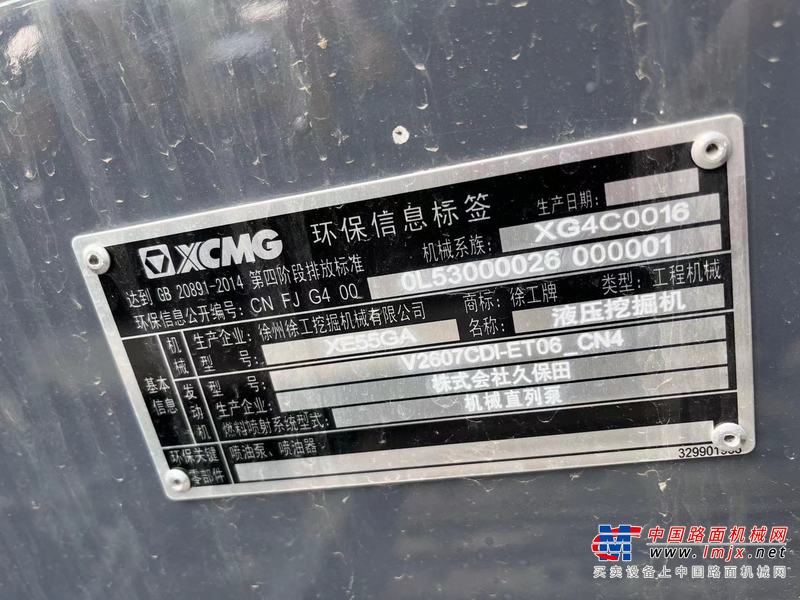 XCMG 环保信息标签 生产日期:
达到 GB 20891-2014 第四阶段排放标准 机械系族: XG4C0016
环保信息公开编号: CN FJ G4 00 0L53000026 000001
基本信息
机械
生产企业: 徐州徐工挖掘机械有限公司 商标: 徐工牌 类型: 工程机械
型号: XE55GA 名称: 液压挖掘机
发动机
型号: V2607CDI-ET06_CN4
生产企业: 株式会社久保田
燃料喷射系统型式: 机械直列泵
环保关键零部件
喷油泵、喷油器:
中国路面机械网
www.lmjx.net
买卖设备上中国路面机械网